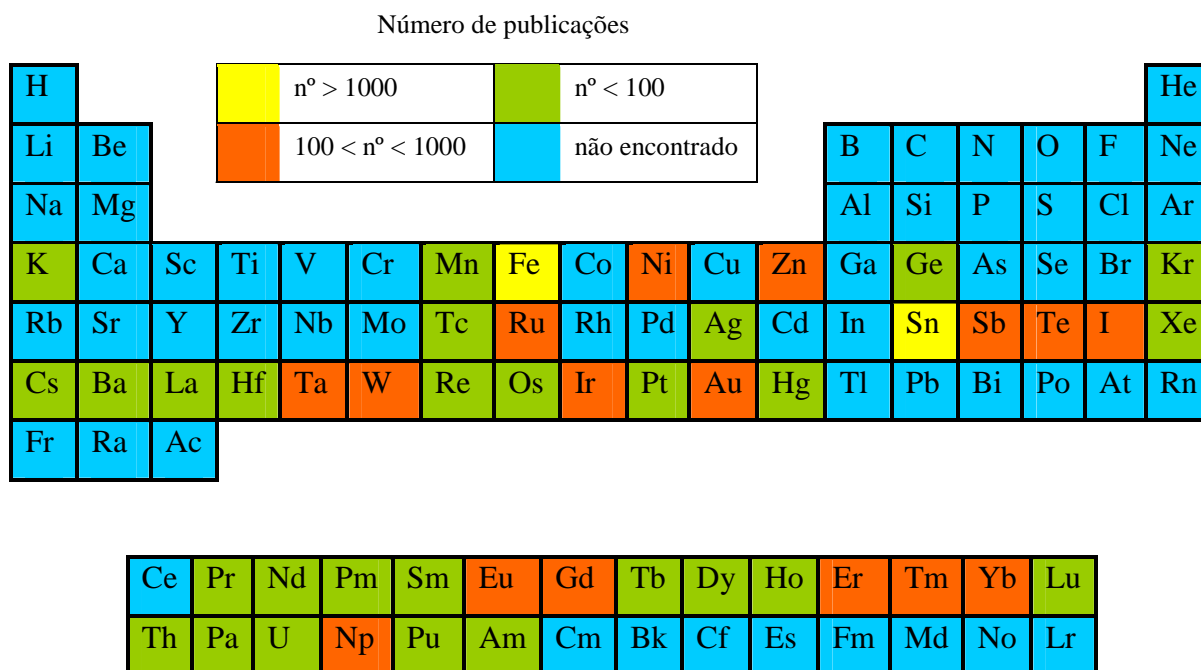 Número de publicações
H nº > 1000 nº < 100 He
Li Be 100 < nº < 1000 não encontrado B C N O F Ne
Na Mg Al Si P S Cl Ar
K Ca Sc Ti V Cr Mn Fe Co Ni Cu Zn Ga Ge As Se Br Kr
Rb Sr Y Zr Nb Mo Tc Ru Rh Pd Ag Cd In Sn Sb Te I Xe
Cs Ba La Hf Ta W Re Os Ir Pt Au Hg Tl Pb Bi Po At Rn
Fr Ra Ac
Ce Pr Nd Pm Sm Eu Gd Tb Dy Ho Er Tm Yb Lu
Th Pa U Np Pu Am Cm Bk Cf Es Fm Md No Lr